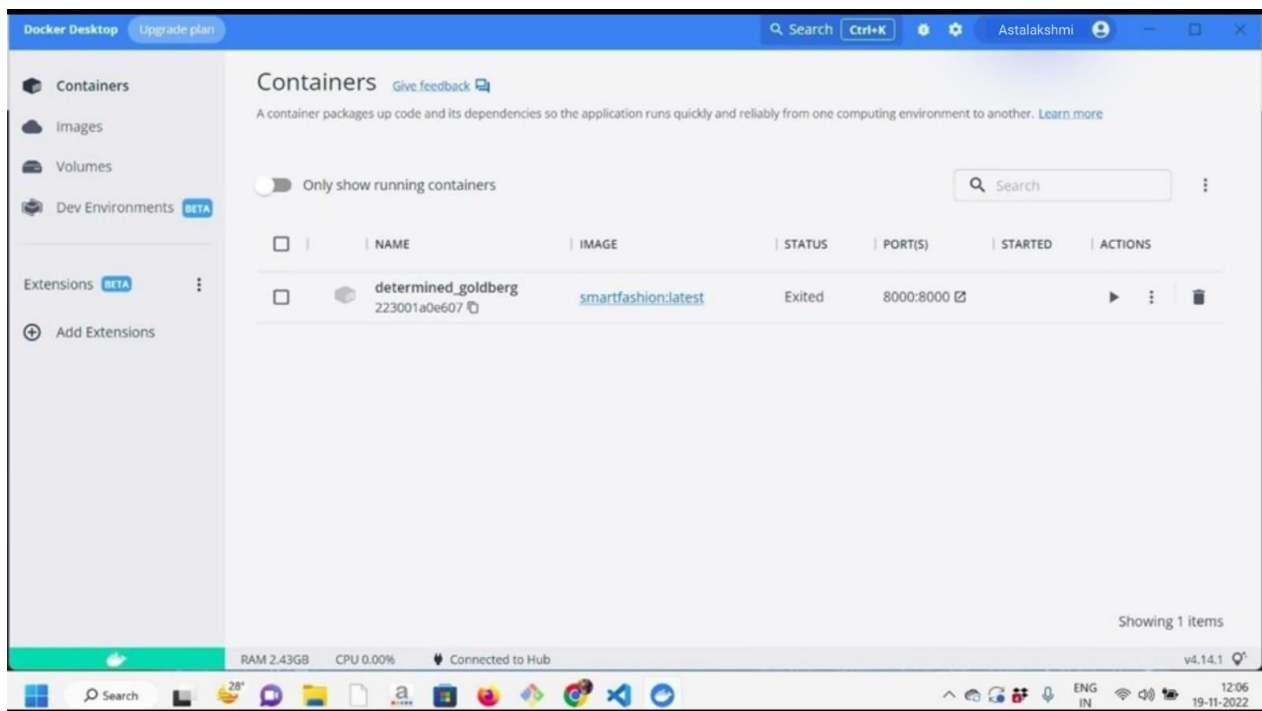 Docker Desktop Upgrade plan Search Ctrl+K Astalakshmi
Containers
Images
Volumes
Dev Environments BETA
Extensions BETA
Add Extensions
Containers Give feedback
A container packages up code and its dependencies so the application runs quickly and reliably from one computing environment to another. Learn more
Only show running containers Search
NAME IMAGE STATUS PORT(S) STARTED ACTIONS
determined_goldberg smartfashion:latest Exited 8000:8000
223001a0e607
Showing 1 items
RAM 2.43GB CPU 0.00% Connected to Hub v4.14.1
Search 28° a ENG 12:06
IN 19-11-2022